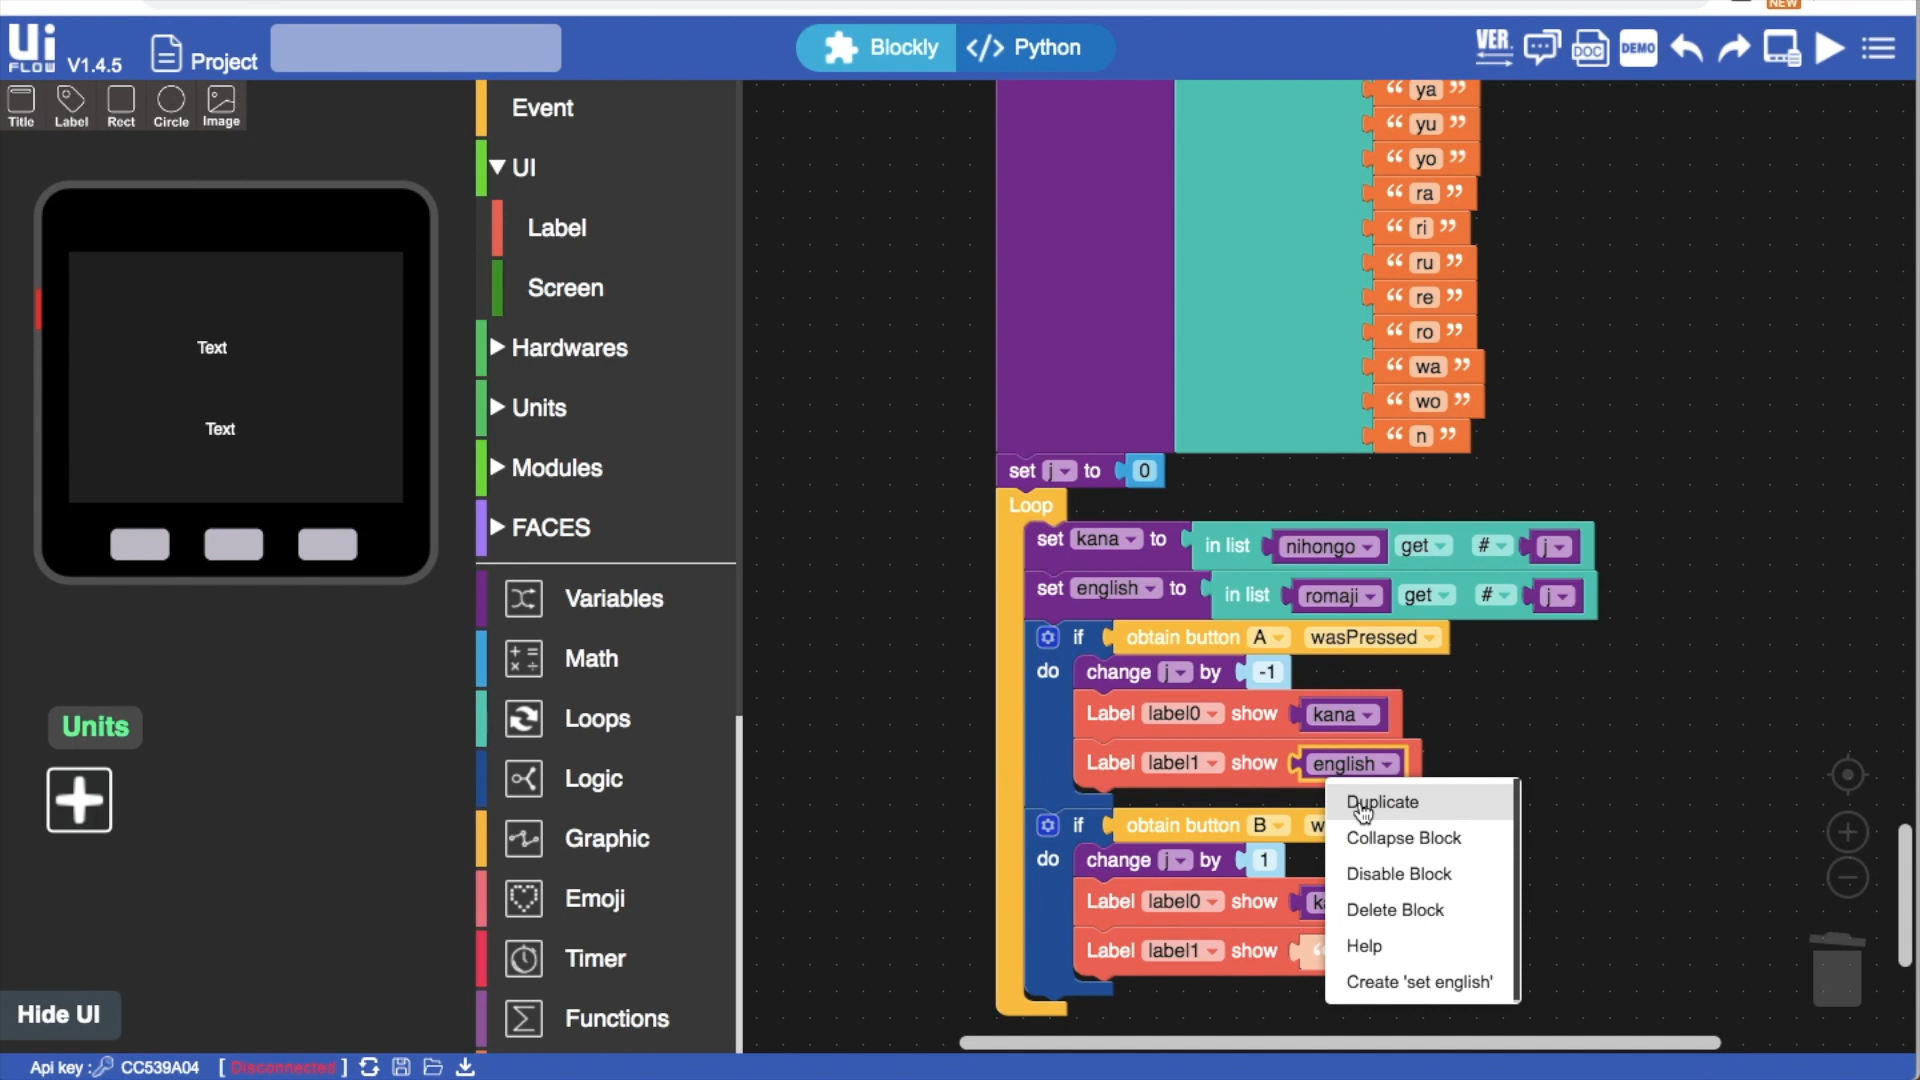 NEW
Ui
FLOW
V1.4.5
Project
Blockly
</> Python
VER.
DOC
DEMO
Title
Label
Rect
Circle
Image
Text
Text
Units
Hide UI
Event
UI
Label
Screen
Hardwares
Units
Modules
FACES
Variables
Math
Loops
Logic
Graphic
Emoji
Timer
Functions
“ ya ”
“ yu ”
“ yo ”
“ ra ”
“ ri ”
“ ru ”
“ re ”
“ ro ”
“ wa ”
“ wo ”
“ n ”
set j to 0
Loop
set kana to in list nihongo get # j
set english to in list romaji get # j
if obtain button A wasPressed
do change j by -1
Label label0 show kana
Label label1 show english
if obtain button B w
do change j by 1
Label label0 show k
Label label1 show “
Duplicate
Collapse Block
Disable Block
Delete Block
Help
Create 'set english'
Api key : CC539A04 [ Disconnected ]